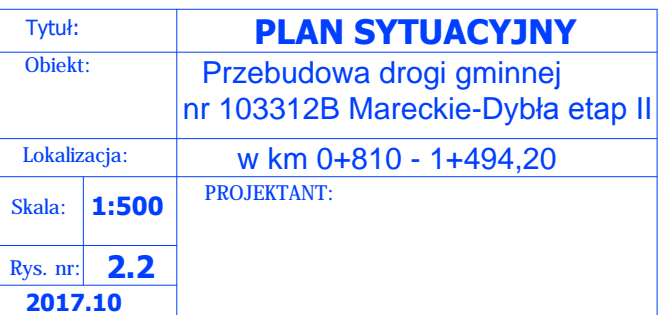 Tytuł: PLAN SYTUACYJNY
Obiekt: Przebudowa drogi gminnej
nr 103312B Mareckie-Dybła etap II
Lokalizacja: w km 0+810 - 1+494,20
Skala: 1:500 PROJEKTANT:
Rys. nr: 2.2
2017.10